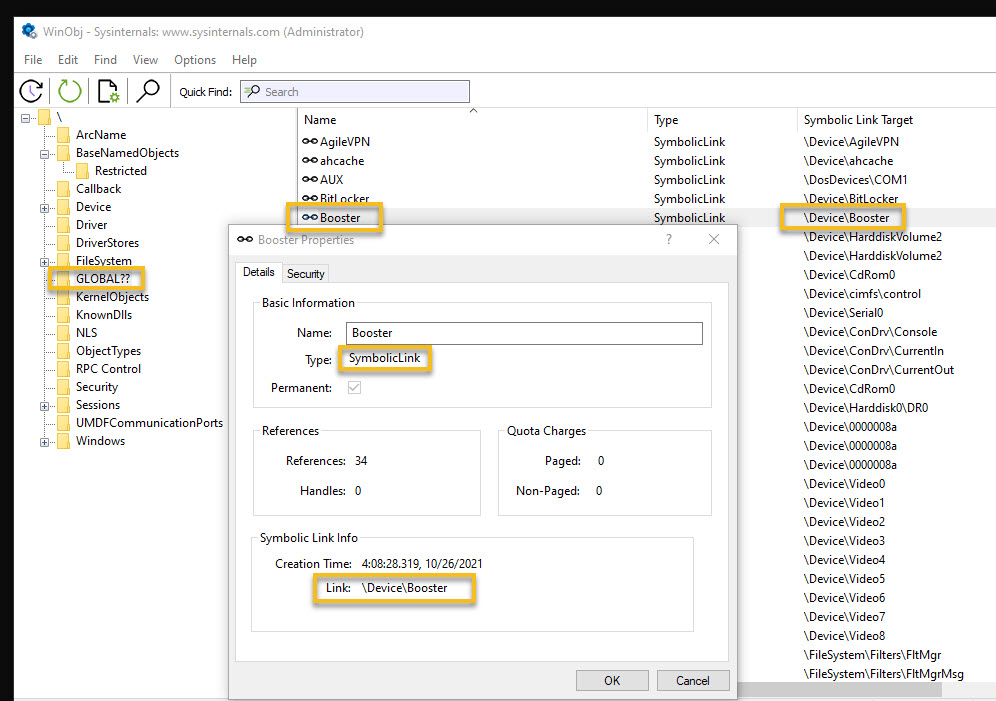 WinObj - Sysinternals: www.sysinternals.com (Administrator)
File Edit Find View Options Help
Quick Find: Search
\
ArcName
BaseNamedObjects
Restricted
Callback
Device
Driver
DriverStores
FileSystem
GLOBAL??
KernelObjects
KnownDlls
NLS
ObjectTypes
RPC Control
Security
Sessions
UMDFCommunicationPorts
Windows
Name Type Symbolic Link Target
AgileVPN SymbolicLink \Device\AgileVPN
ahcache SymbolicLink \Device\ahcache
AUX SymbolicLink \DosDevices\COM1
BitLocker SymbolicLink \Device\BitLocker
Booster SymbolicLink \Device\Booster
\Device\HarddiskVolume2
\Device\HarddiskVolume2
\Device\CdRom0
\Device\cimfs\control
\Device\Serial0
\Device\ConDrv\Console
\Device\ConDrv\CurrentIn
\Device\ConDrv\CurrentOut
\Device\CdRom0
\Device\Harddisk0\DR0
\Device\0000008a
\Device\0000008a
\Device\0000008a
\Device\Video0
\Device\Video1
\Device\Video2
\Device\Video3
\Device\Video4
\Device\Video5
\Device\Video6
\Device\Video7
\Device\Video8
\FileSystem\Filters\FltMgr
\FileSystem\Filters\FltMgrMsg
Booster Properties ?
Details Security
Basic Information
Name: Booster
Type: SymbolicLink
Permanent:
References
References: 34
Handles: 0
Quota Charges
Paged: 0
Non-Paged: 0
Symbolic Link Info
Creation Time: 4:08:28.319, 10/26/2021
Link: \Device\Booster
OK Cancel